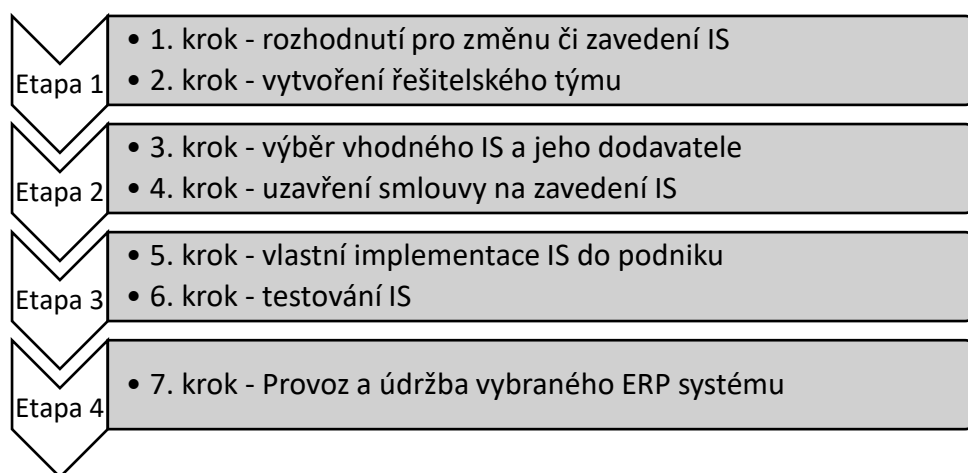 Etapa 1
• 1. krok - rozhodnutí pro změnu či zavedení IS
• 2. krok - vytvoření řešitelského týmu
Etapa 2
• 3. krok - výběr vhodného IS a jeho dodavatele
• 4. krok - uzavření smlouvy na zavedení IS
Etapa 3
• 5. krok - vlastní implementace IS do podniku
• 6. krok - testování IS
Etapa 4
• 7. krok - Provoz a údržba vybraného ERP systému